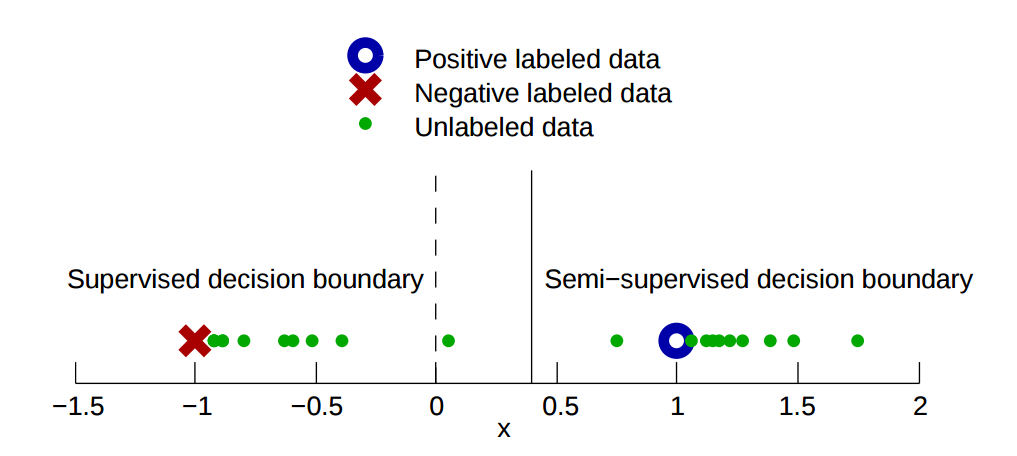 Positive labeled data
Negative labeled data
Unlabeled data
Supervised decision boundary
Semi−supervised decision boundary
−1.5 −1 −0.5 0 0.5 1 1.5 2
x